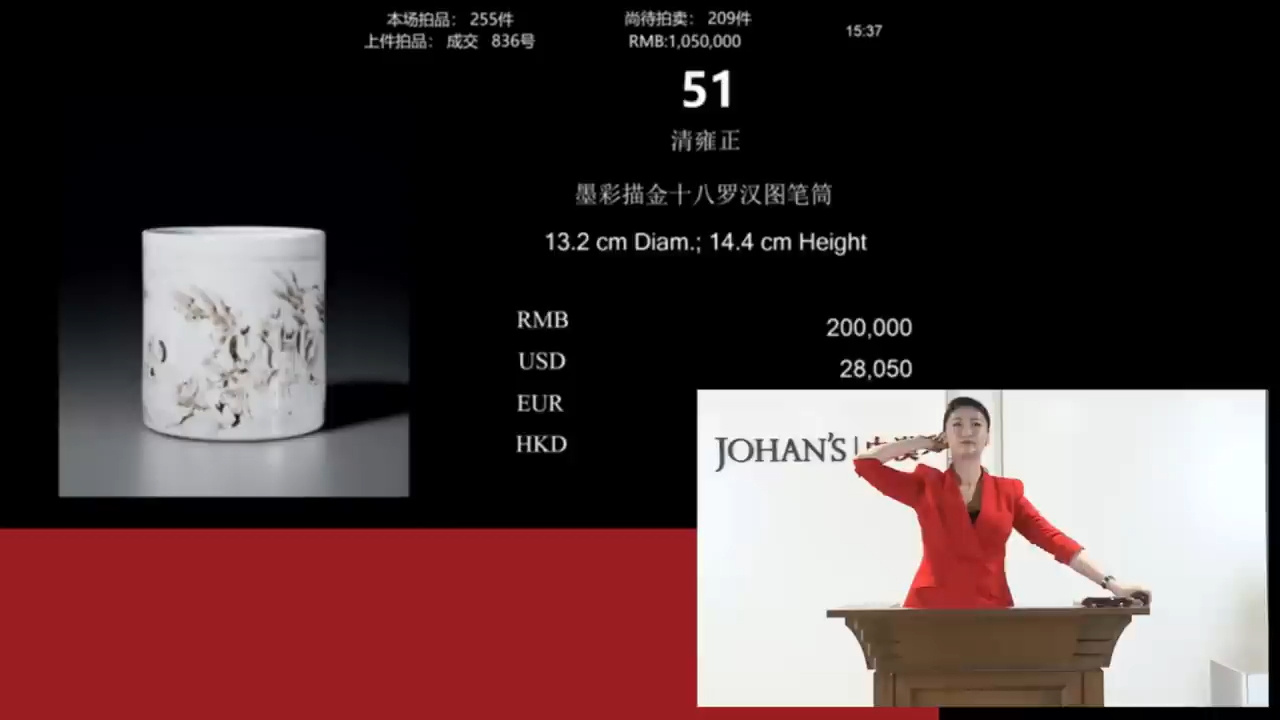 本场拍品： 255件
尚待拍卖： 209件
上件拍品： 成交 836号
RMB:1,050,000
15:37
51
清雍正
墨彩描金十八罗汉图笔筒
13.2 cm Diam.; 14.4 cm Height
RMB 200,000
USD 28,050
EUR
HKD
JOHAN'S